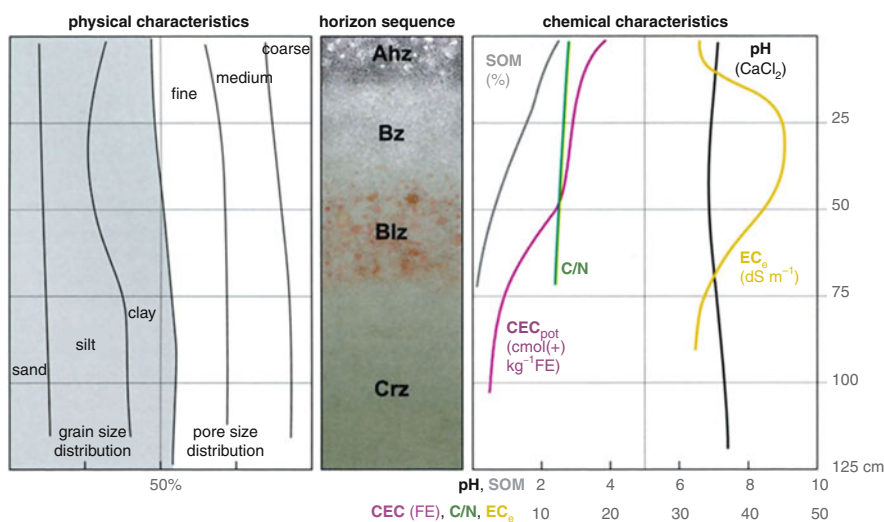 physical characteristics
horizon sequence
chemical characteristics
coarse
medium
fine
clay
silt
sand
grain size
distribution
pore size
distribution
50%
Ahz
Bz
Blz
Crz
SOM
(%)
pH
(CaCl₂)
C/N
ECₑ
(dS m⁻¹)
CECpot
(cmol(+)
kg⁻¹FE)
25
50
75
100
125 cm
pH, SOM 2 4 6 8 10
CEC (FE), C/N, ECₑ 10 20 30 40 50